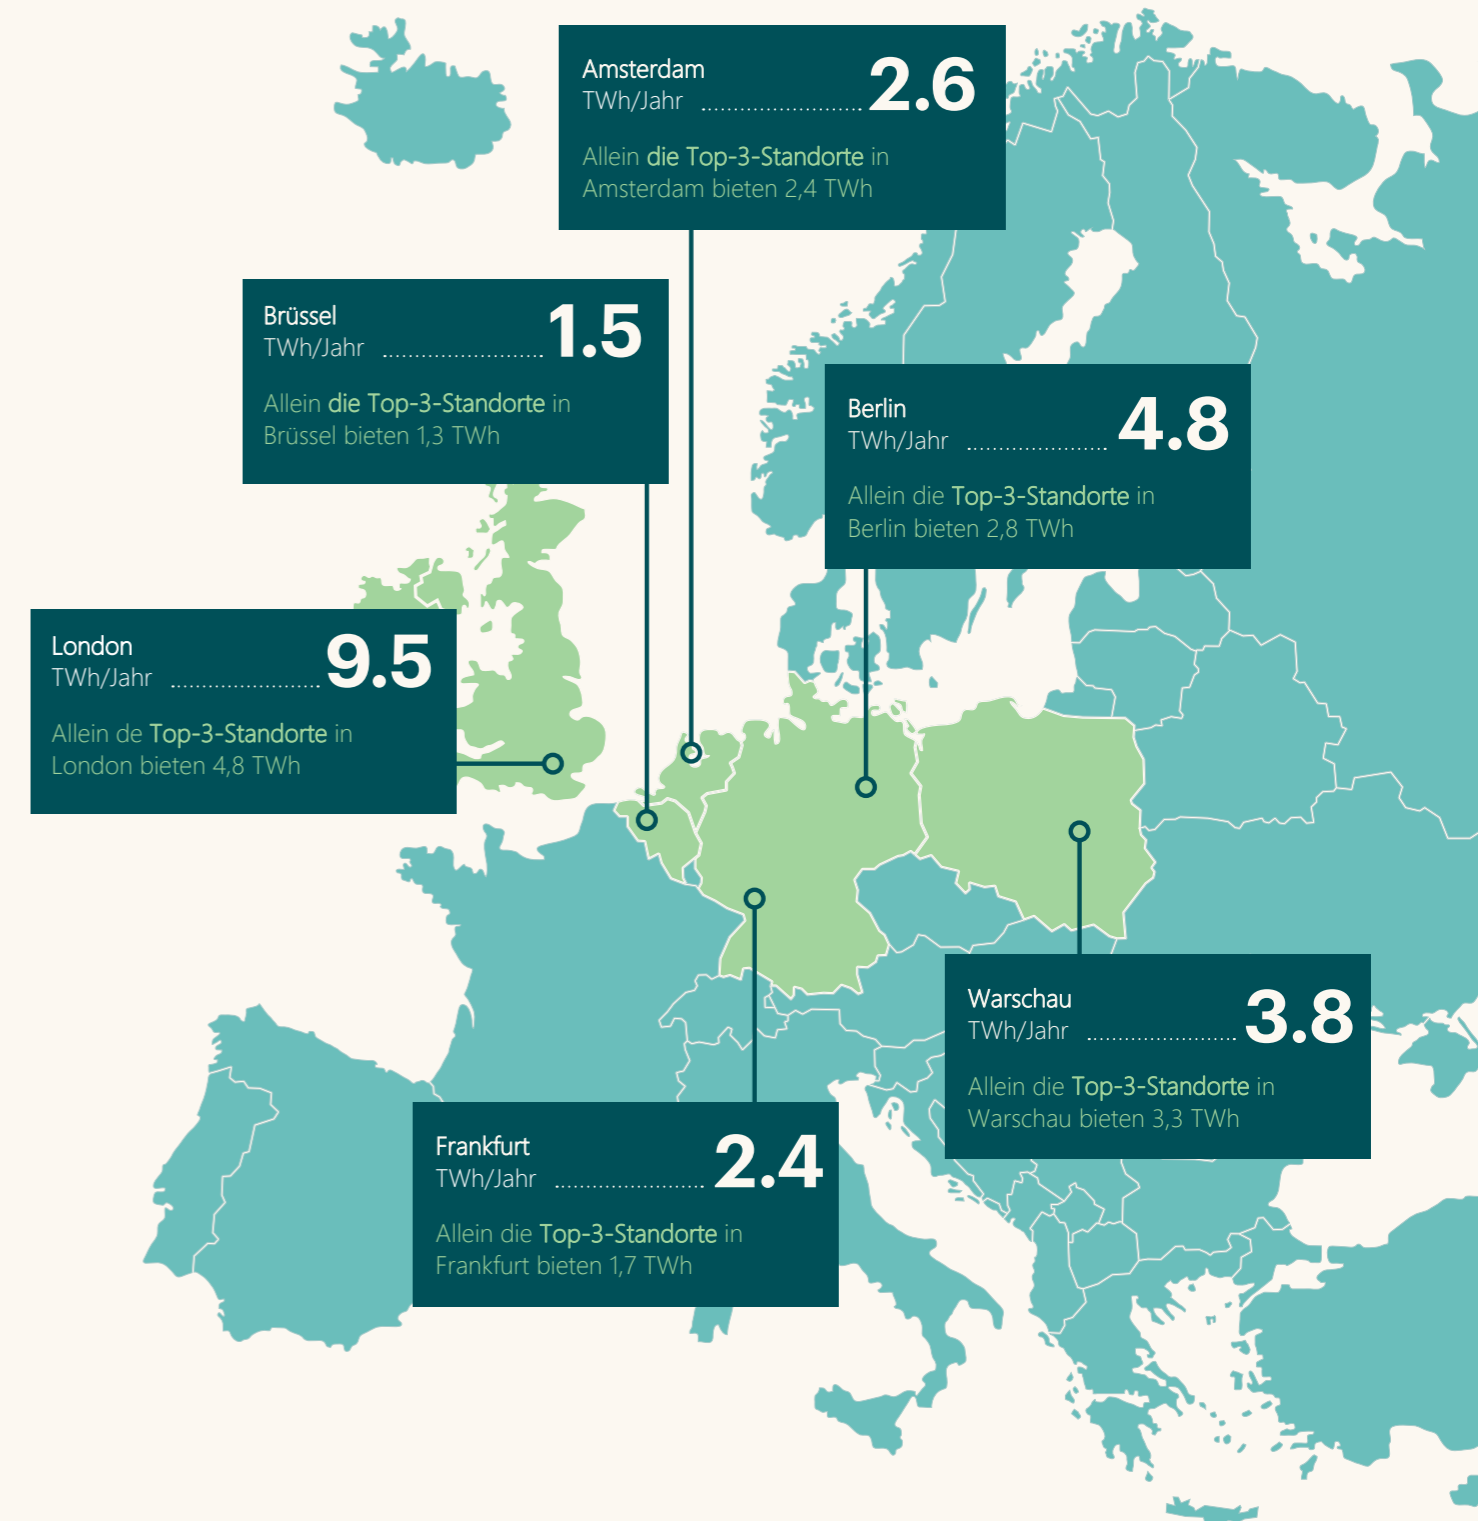 Amsterdam
TWh/Jahr 2.6
Allein die Top-3-Standorte in
Amsterdam bieten 2,4 TWh
Brüssel
TWh/Jahr 1.5
Allein die Top-3-Standorte in
Brüssel bieten 1,3 TWh
Berlin
TWh/Jahr 4.8
Allein die Top-3-Standorte in
Berlin bieten 2,8 TWh
London
TWh/Jahr 9.5
Allein de Top-3-Standorte in
London bieten 4,8 TWh
Warschau
TWh/Jahr 3.8
Allein die Top-3-Standorte in
Warschau bieten 3,3 TWh
Frankfurt
TWh/Jahr 2.4
Allein die Top-3-Standorte in
Frankfurt bieten 1,7 TWh